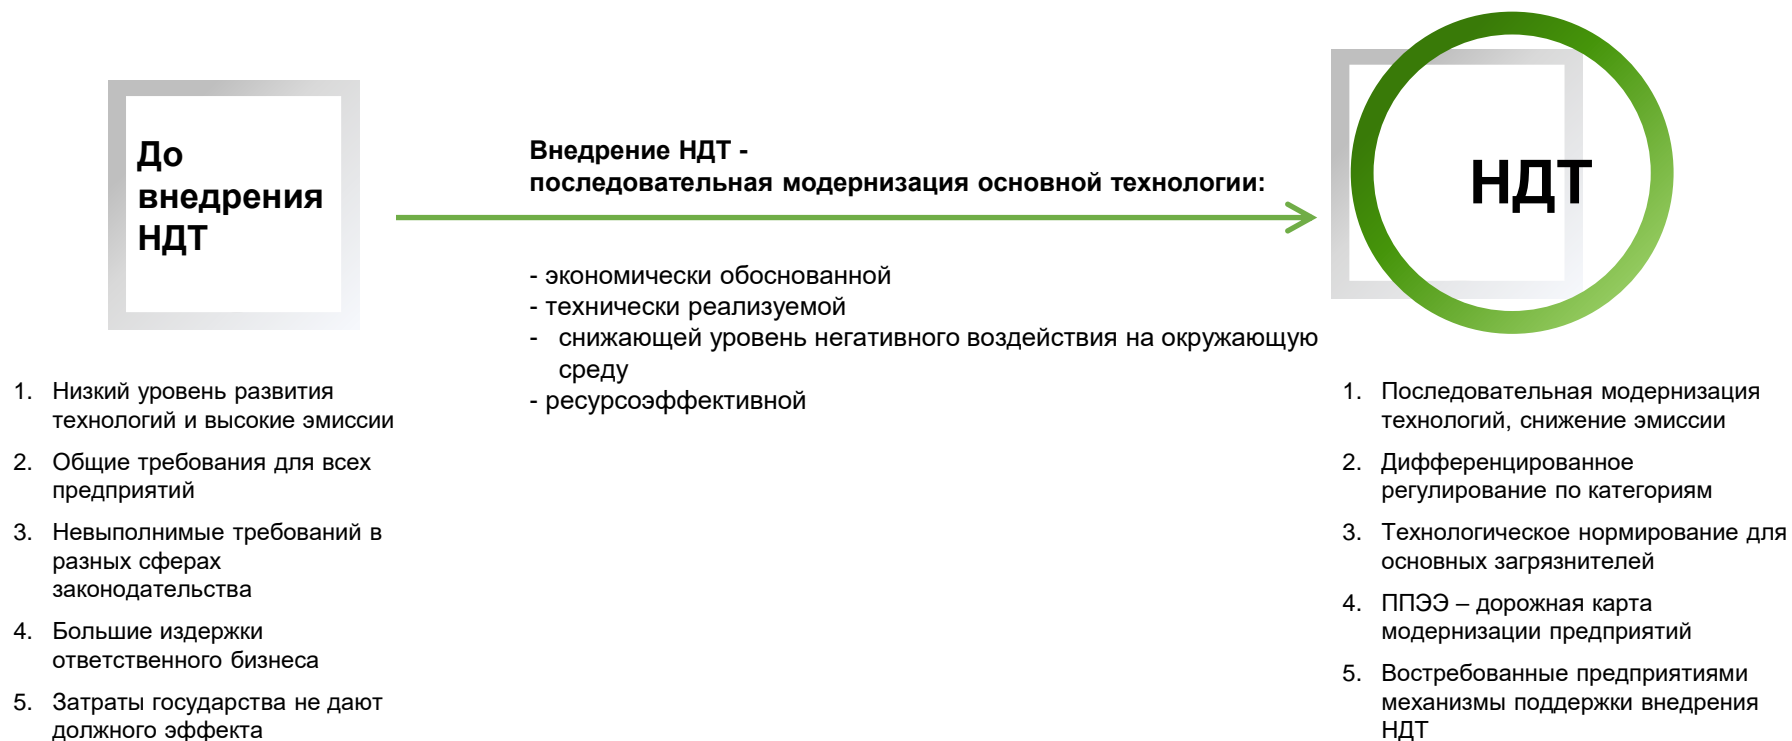 До
внедрения
НДТ
1. Низкий уровень развития
технологий и высокие эмиссии
2. Общие требования для всех
предприятий
3. Невыполнимые требований в
разных сферах
законодательства
4. Большие издержки
ответственного бизнеса
5. Затраты государства не дают
должного эффекта
Внедрение НДТ -
последовательная модернизация основной технологии:
- экономически обоснованной
- технически реализуемой
- снижающей уровень негативного воздействия на окружающую
среду
- ресурсоэффективной
НДТ
1. Последовательная модернизация
технологий, снижение эмиссии
2. Дифференцированное
регулирование по категориям
3. Технологическое нормирование для
основных загрязнителей
4. ППЭЭ – дорожная карта
модернизации предприятий
5. Востребованные предприятиями
механизмы поддержки внедрения
НДТ